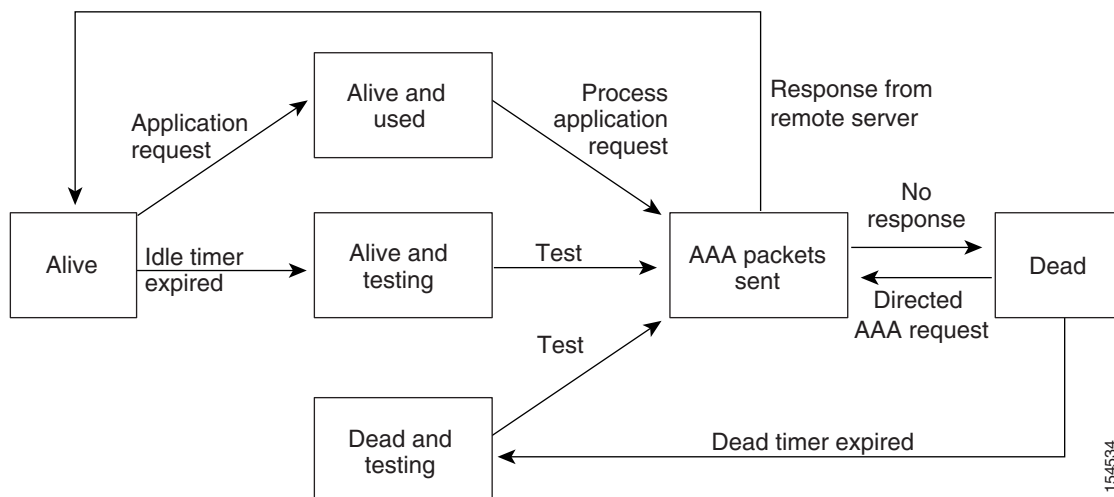 Alive and
used
Application
request
Process
application
request
Response from
remote server
Alive
Idle timer
expired
Alive and
testing
Test
AAA packets
sent
No
response
Directed
AAA request
Dead
Test
Dead and
testing
Dead timer expired
154534